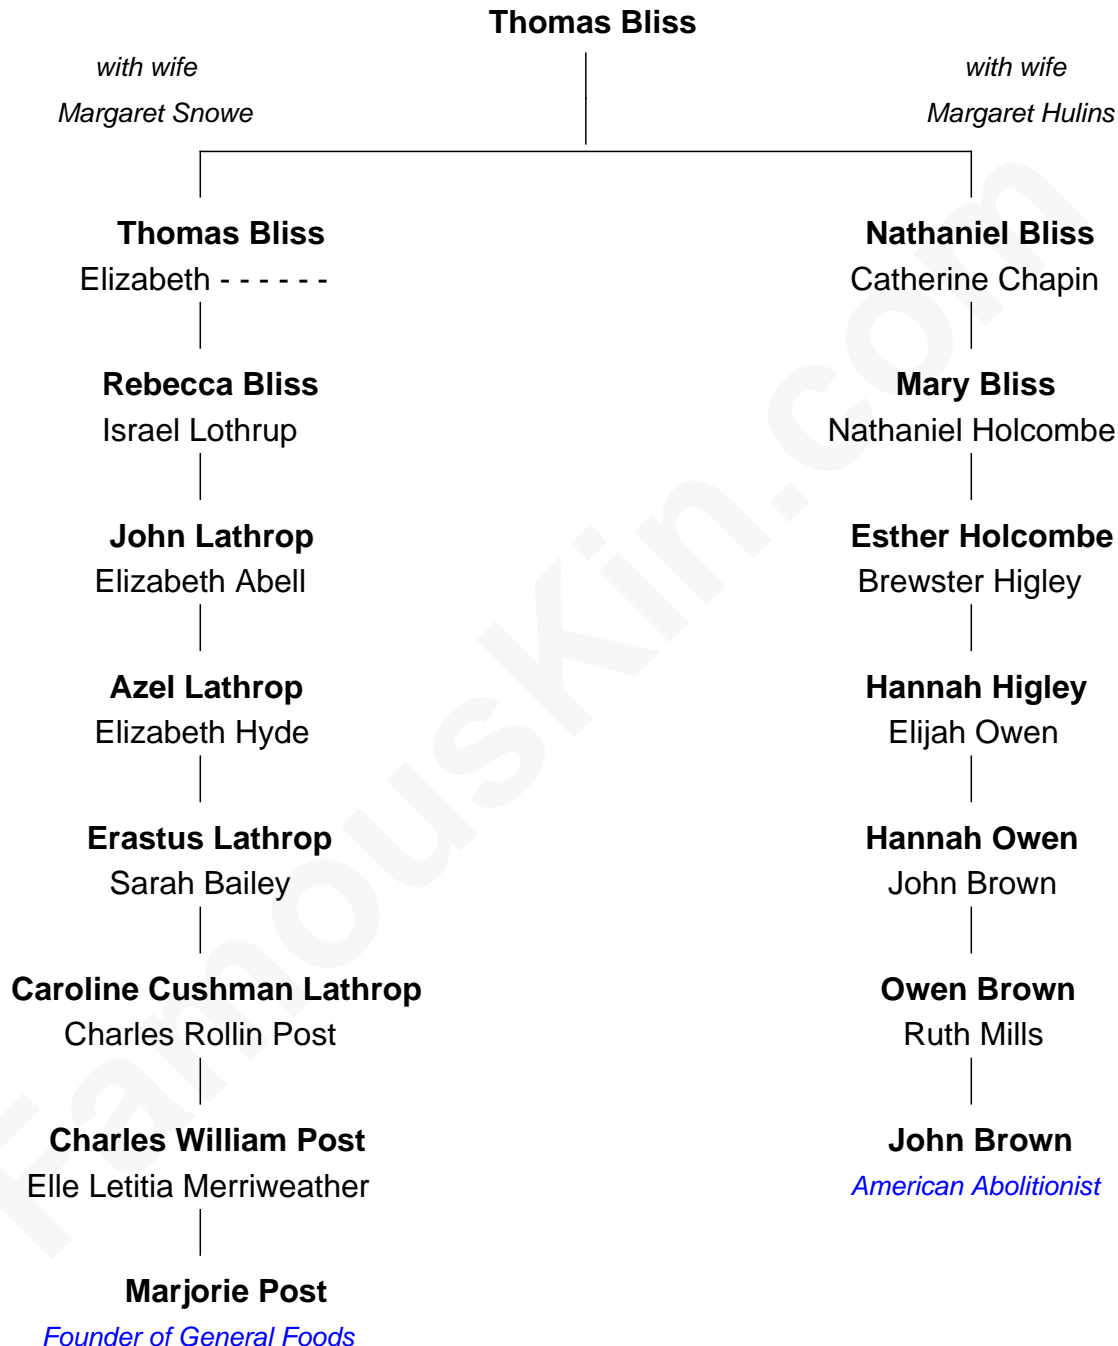 Thomas Bliss
with wife
Margaret Snowe
with wife
Margaret Hulins
Thomas Bliss
Elizabeth - - - - - -
Nathaniel Bliss
Catherine Chapin
Rebecca Bliss
Israel Lothrup
Mary Bliss
Nathaniel Holcombe
John Lathrop
Elizabeth Abell
Esther Holcombe
Brewster Higley
Azel Lathrop
Elizabeth Hyde
Hannah Higley
Elijah Owen
Erastus Lathrop
Sarah Bailey
Hannah Owen
John Brown
Caroline Cushman Lathrop
Charles Rollin Post
Owen Brown
Ruth Mills
Charles William Post
Elle Letitia Merriweather
John Brown
American Abolitionist
Marjorie Post
Founder of General Foods
FamousKin.com